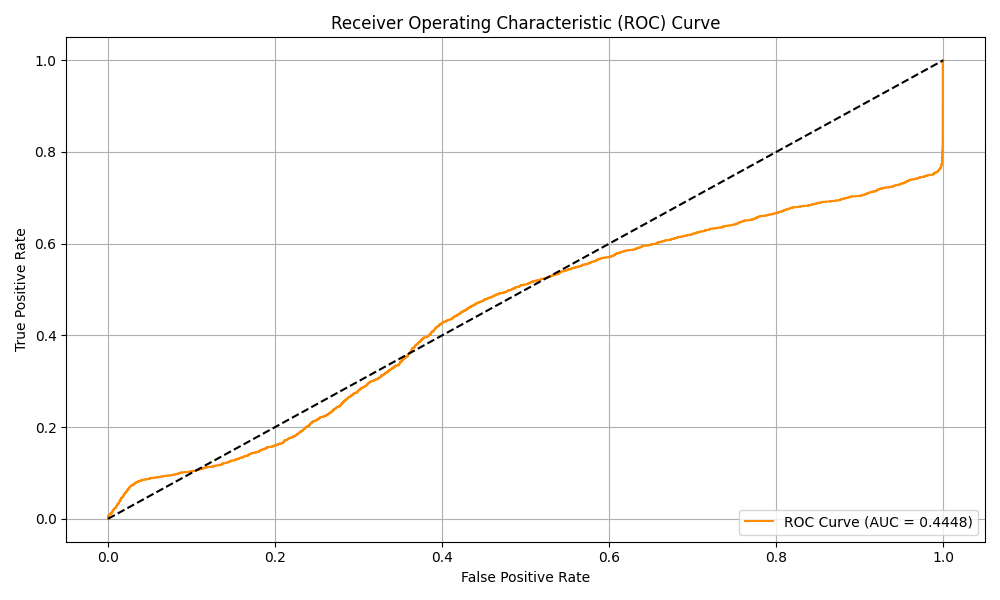 Receiver Operating Characteristic (ROC) Curve
True Positive Rate
1.0
0.8
0.6
0.4
0.2
0.0
0.0 0.2 0.4 0.6 0.8 1.0
False Positive Rate
ROC Curve (AUC = 0.4448)